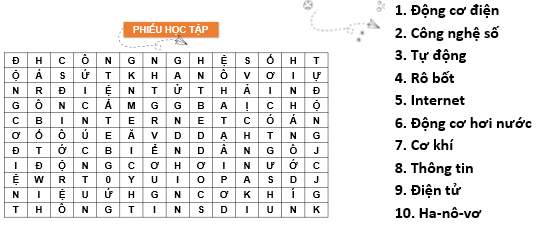 PHIẾU HỌC TẬP
Đ H C Ô N G N G H Ệ S Ố H T
Ộ Á S Ứ T K H A N Ô V Ơ I Ự
N R Đ I Ệ N T Ử T H Ả I N Đ
G Ô N C Á M G G B A Ị C H Ộ
C B I N T E R N E T C Ó Á N
Ơ Ố Ô Ú E Ă V D D Ạ H T N G
Đ T Ớ C B I Ể N D Â N G Ô J
I Đ Ộ N G C Ơ H Ơ I N Ư Ớ C
Ệ W R T 0 Y U I O P A S D J
N I Ệ U Ứ H G N C Ơ K H Í G
T H Ô N G T I N S D I U N K
1. Động cơ điện
2. Công nghệ số
3. Tự động
4. Rô bốt
5. Internet
6. Động cơ hơi nước
7. Cơ khí
8. Thông tin
9. Điện tử
10. Ha-nô-vơ